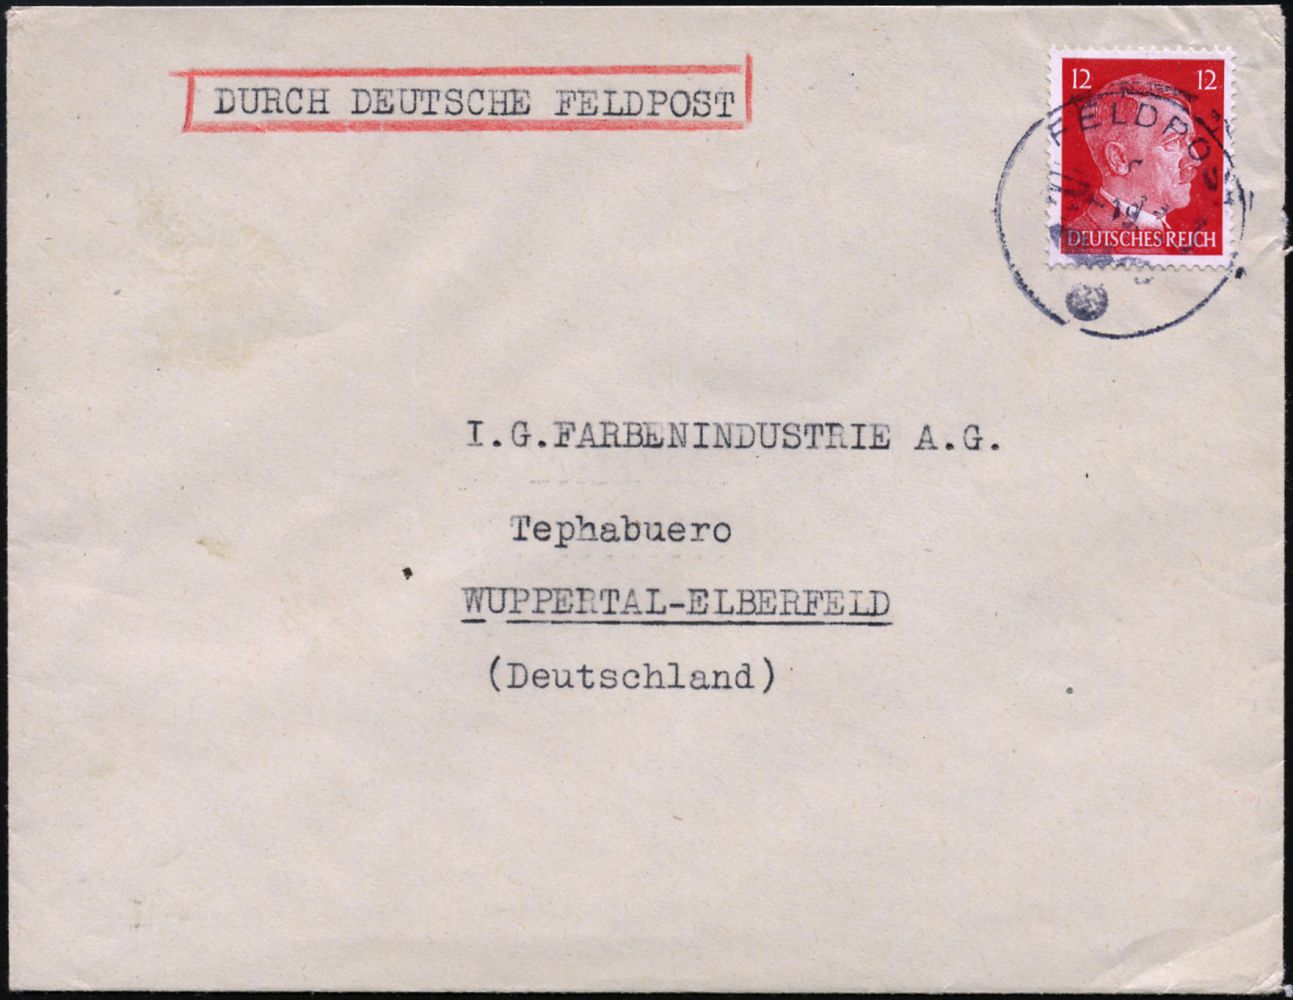 DURCH DEUTSCHE FELDPOST
12 12
FELDPOST
DEUTSCHES REICH
I.G.FARBENINDUSTRIE A.G.
Tephabuero
WUPPERTAL-ELBERFELD
(Deutschland)